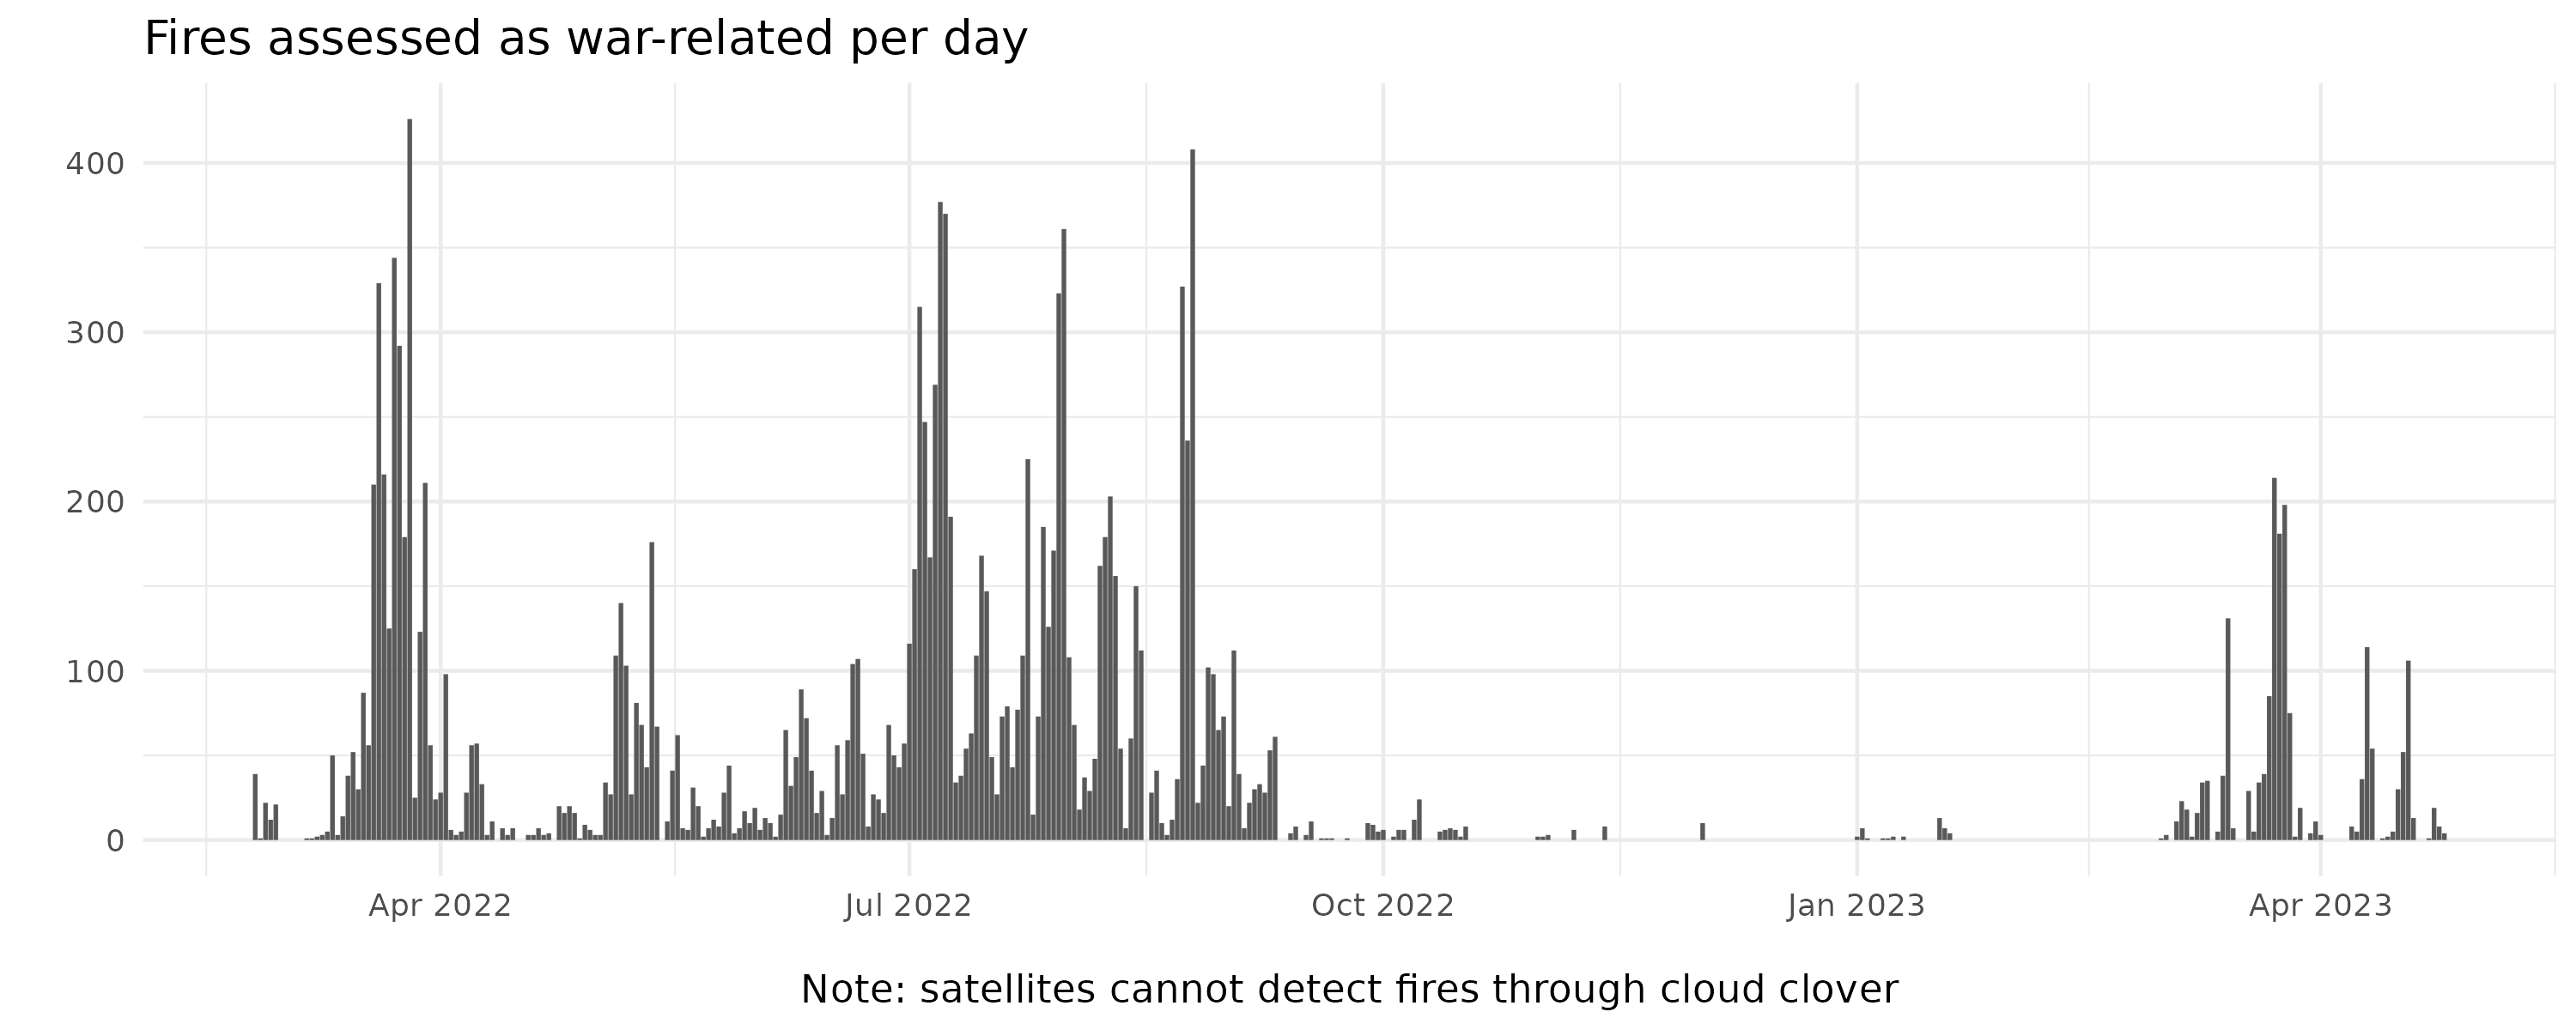 Fires assessed as war-related per day
400
300
200
100
0
Apr 2022
Jul 2022
Oct 2022
Jan 2023
Apr 2023
Note: satellites cannot detect fires through cloud clover